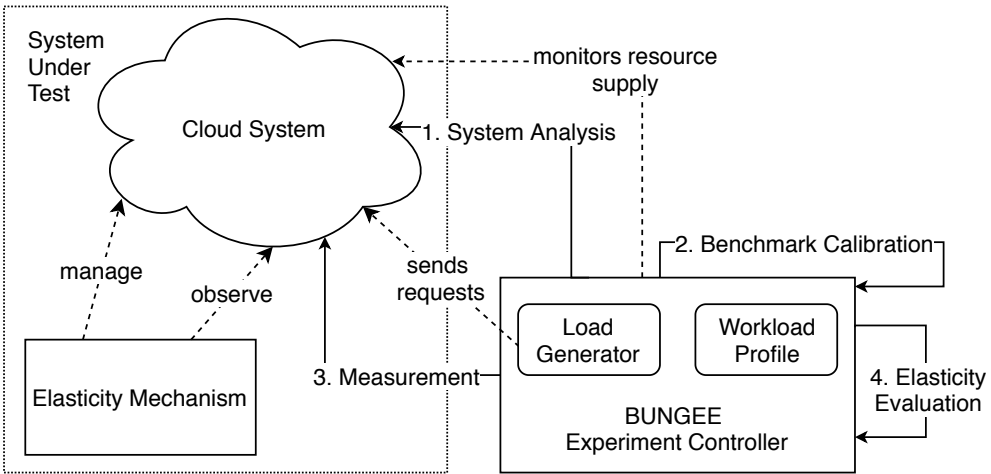 System
Under
Test
Cloud System
monitors resource
supply
1. System Analysis
2. Benchmark Calibration
manage
observe
sends
requests
Load
Generator
Workload
Profile
3. Measurement
4. Elasticity
Evaluation
Elasticity Mechanism
BUNGEE
Experiment Controller